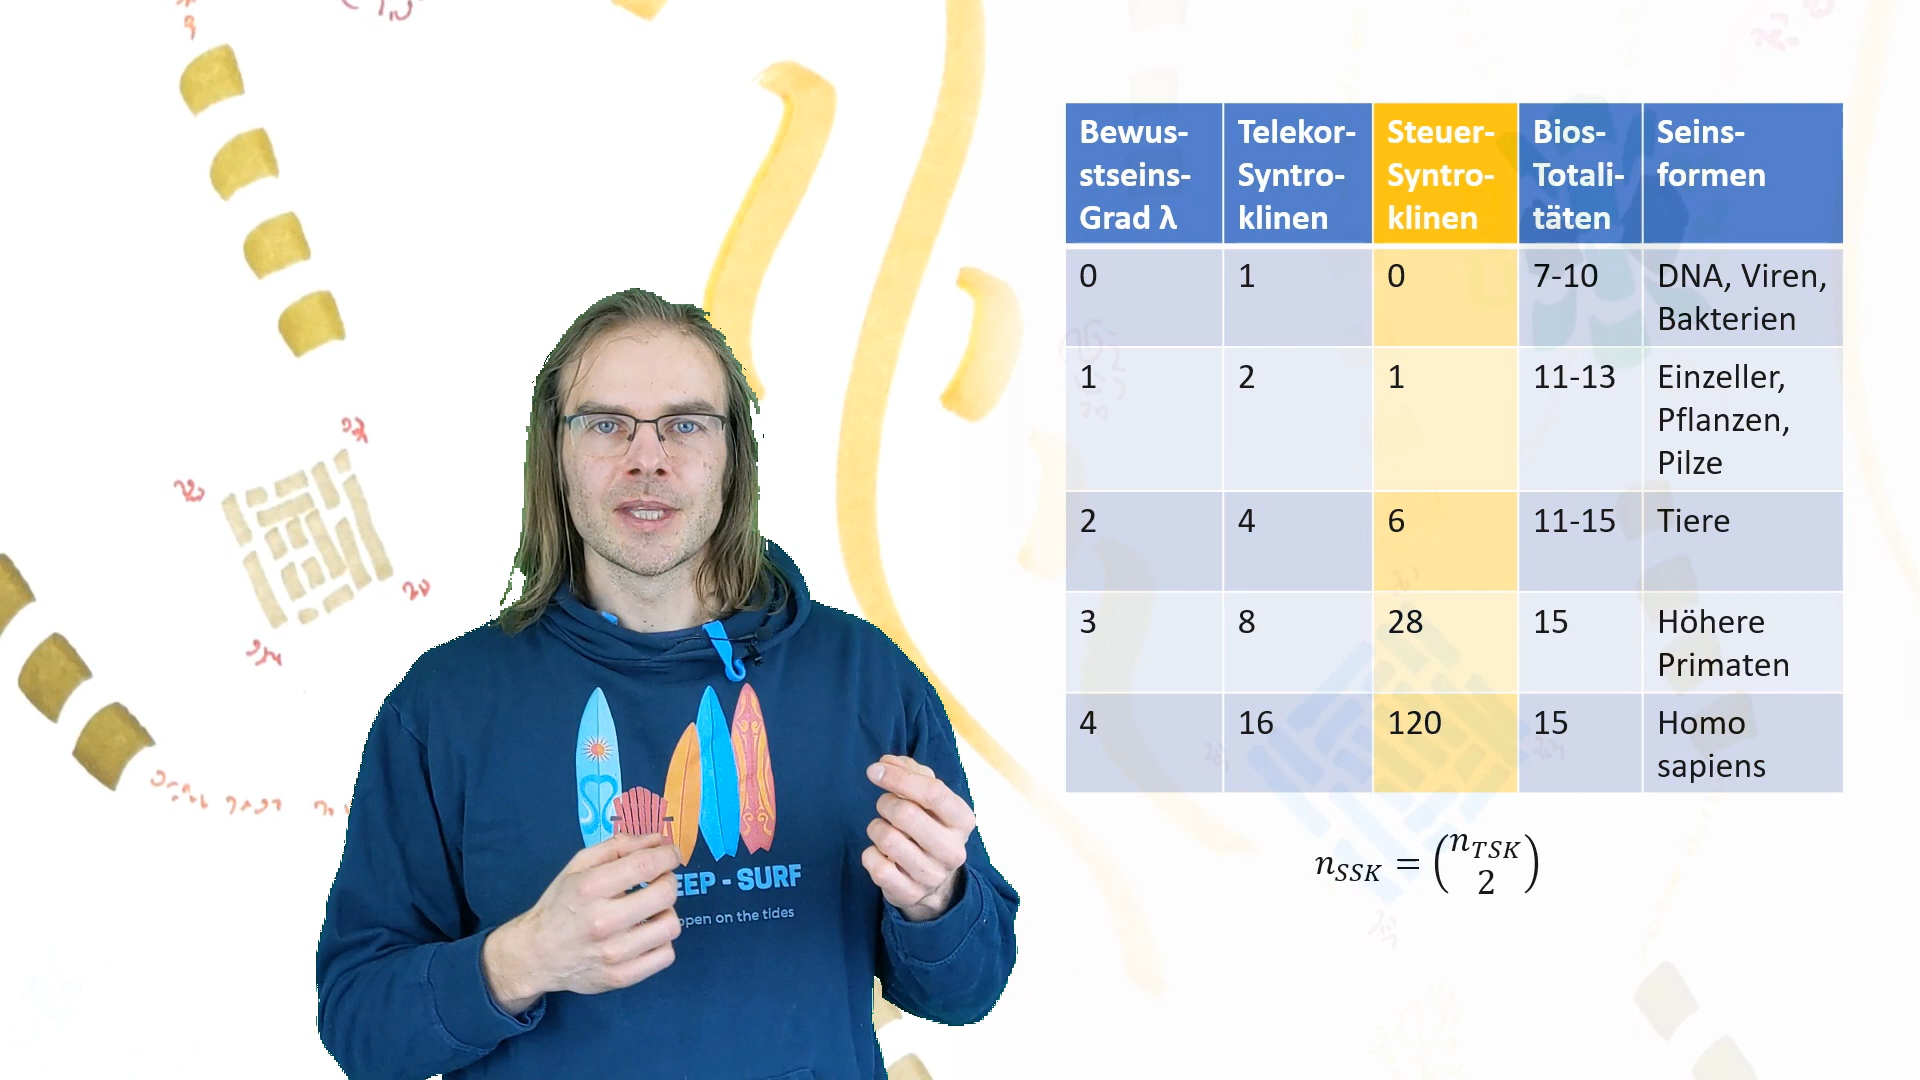 Bewus-
stseins-
Grad λ
Telekor-
Syntro-
klinen
Steuer-
Syntro-
klinen
Bios-
Totali-
täten
Seins-
formen
0
1
0
7-10
DNA, Viren,
Bakterien
1
2
1
11-13
Einzeller,
Pflanzen,
Pilze
2
4
6
11-15
Tiere
3
8
28
15
Höhere
Primaten
4
16
120
15
Homo
sapiens
n_SSK = (n_TSK
2)
- SURF
open on the tides